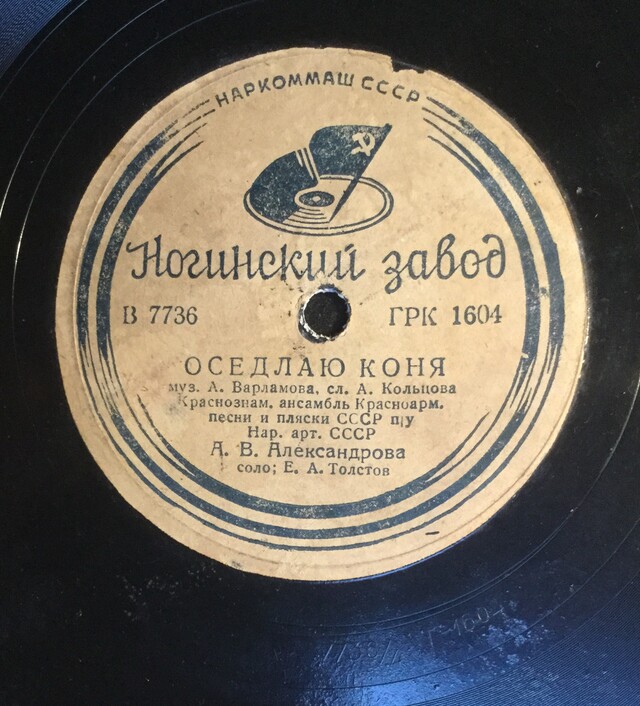 НАРКОММАШ СССР
Ногинский завод
В 7736 ГРК 1604
ОСЕДЛАЮ КОНЯ
муз. А. Варламова, сл. А. Кольцова
Краснознам. ансамбль Красноарм.
песни и пляски СССР п/у
Нар. арт. СССР
А. В. Александрова
соло; Е. А. Толстов